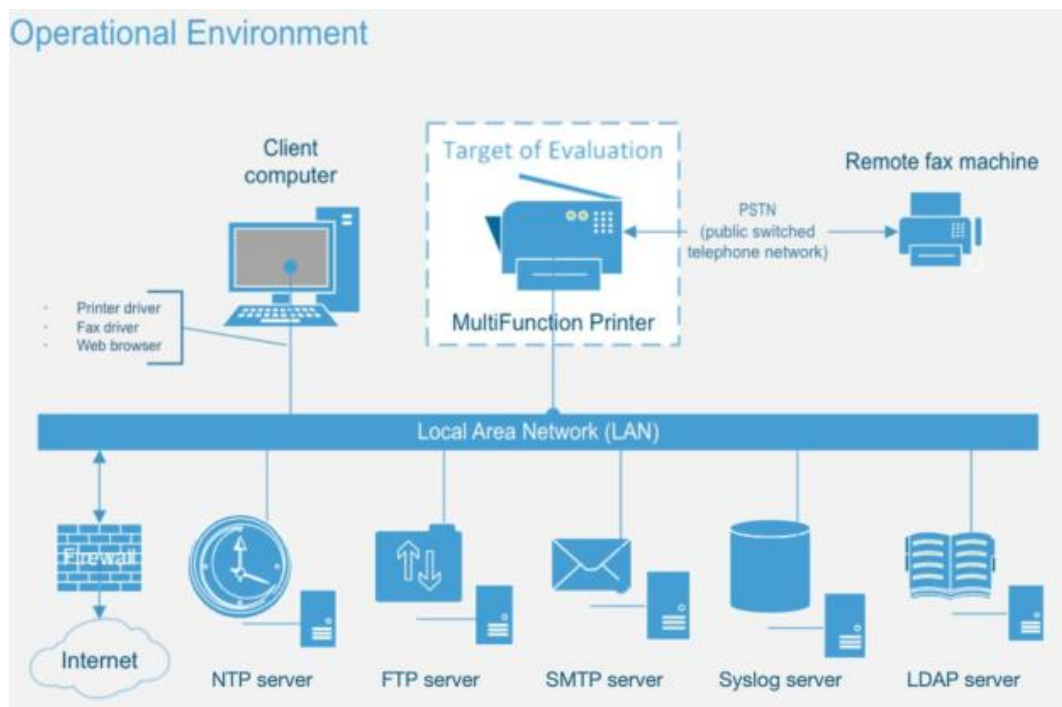 Operational Environment
Client
computer
Target of Evaluation
Remote fax machine
PSTN
(public switched
telephone network)
MultiFunction Printer
Printer driver
Fax driver
Web browser
Local Area Network (LAN)
Firewall
Internet
NTP server
FTP server
SMTP server
Syslog server
LDAP server